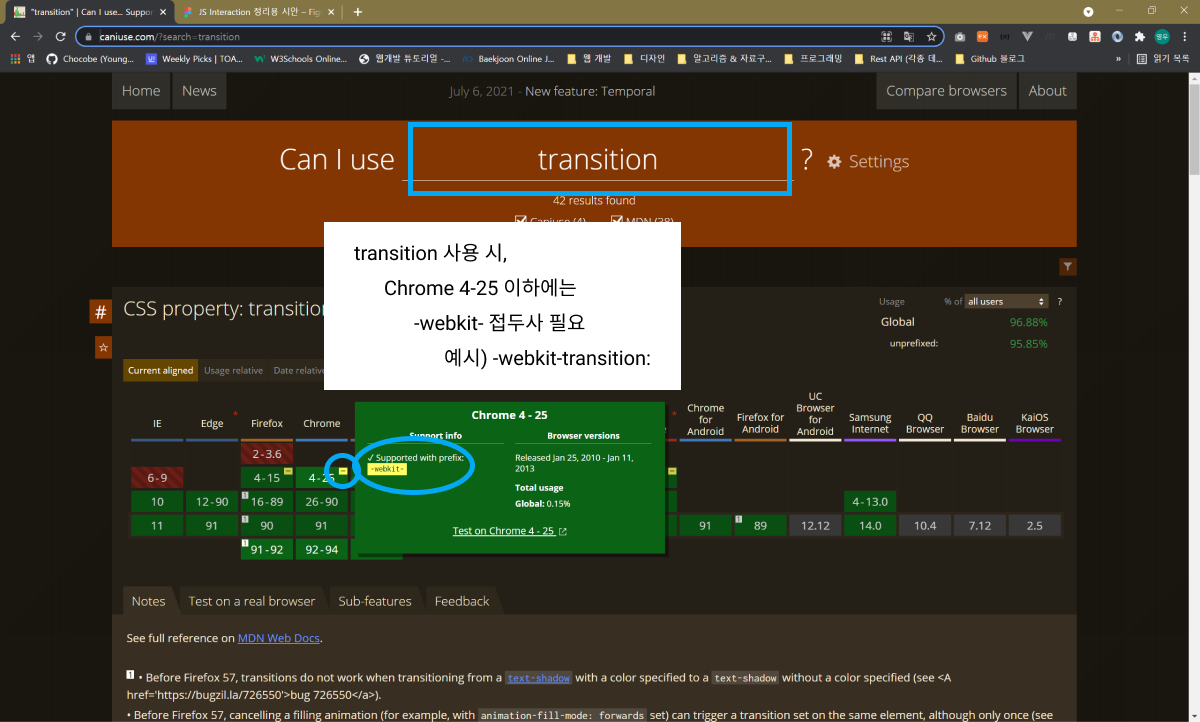 "transition" | Can I use... Suppor
JS Interaction 정리용 시안 – Fig
caniuse.com/?search=transition
앱
Chocobe (Young...
Weekly Picks | TOA...
W3Schools Online...
웹개발 튜토리얼 -...
Baekjoon Online J...
웹 개발
디자인
알고리즘 & 자료구...
프로그래밍
Rest API (각종 데...
Github 블로그
»
읽기 목록
Home
News
July 6, 2021 - New feature: Temporal
Compare browsers
About
Can I use
transition
?
Settings
42 results found
Caniuse (4)
MDN (38)
transition 사용 시,
Chrome 4-25 이하에는
-webkit- 접두사 필요
예시) -webkit-transition:
#
CSS property: transition
Usage
% of all users
?
Global
96.88%
unprefixed:
95.85%
Current aligned
Usage relative
Date relative
IE
Edge
*
Firefox
Chrome
*
Chrome for Android
Firefox for Android
UC Browser for Android
Samsung Internet
QQ Browser
Baidu Browser
KaiOS Browser
2-3.6
6-9
4-15
4-25
10
12-90
1 16-89
26-90
4-13.0
11
91
1 90
91
91
1 89
12.12
14.0
10.4
7.12
2.5
1 91-92
92-94
Chrome 4 - 25
Support info
✓ Supported with prefix:
-webkit-
Browser versions
Released Jan 25, 2010 - Jan 11,
2013
Total usage
Global: 0.15%
Test on Chrome 4 - 25
Notes
Test on a real browser
Sub-features
Feedback
See full reference on MDN Web Docs.
1 • Before Firefox 57, transitions do not work when transitioning from a text-shadow with a color specified to a text-shadow without a color specified (see <A
href='https://bugzil.la/726550'>bug 726550</a>).
• Before Firefox 57, cancelling a filling animation (for example, with animation-fill-mode: forwards set) can trigger a transition set on the same element, although only once (see